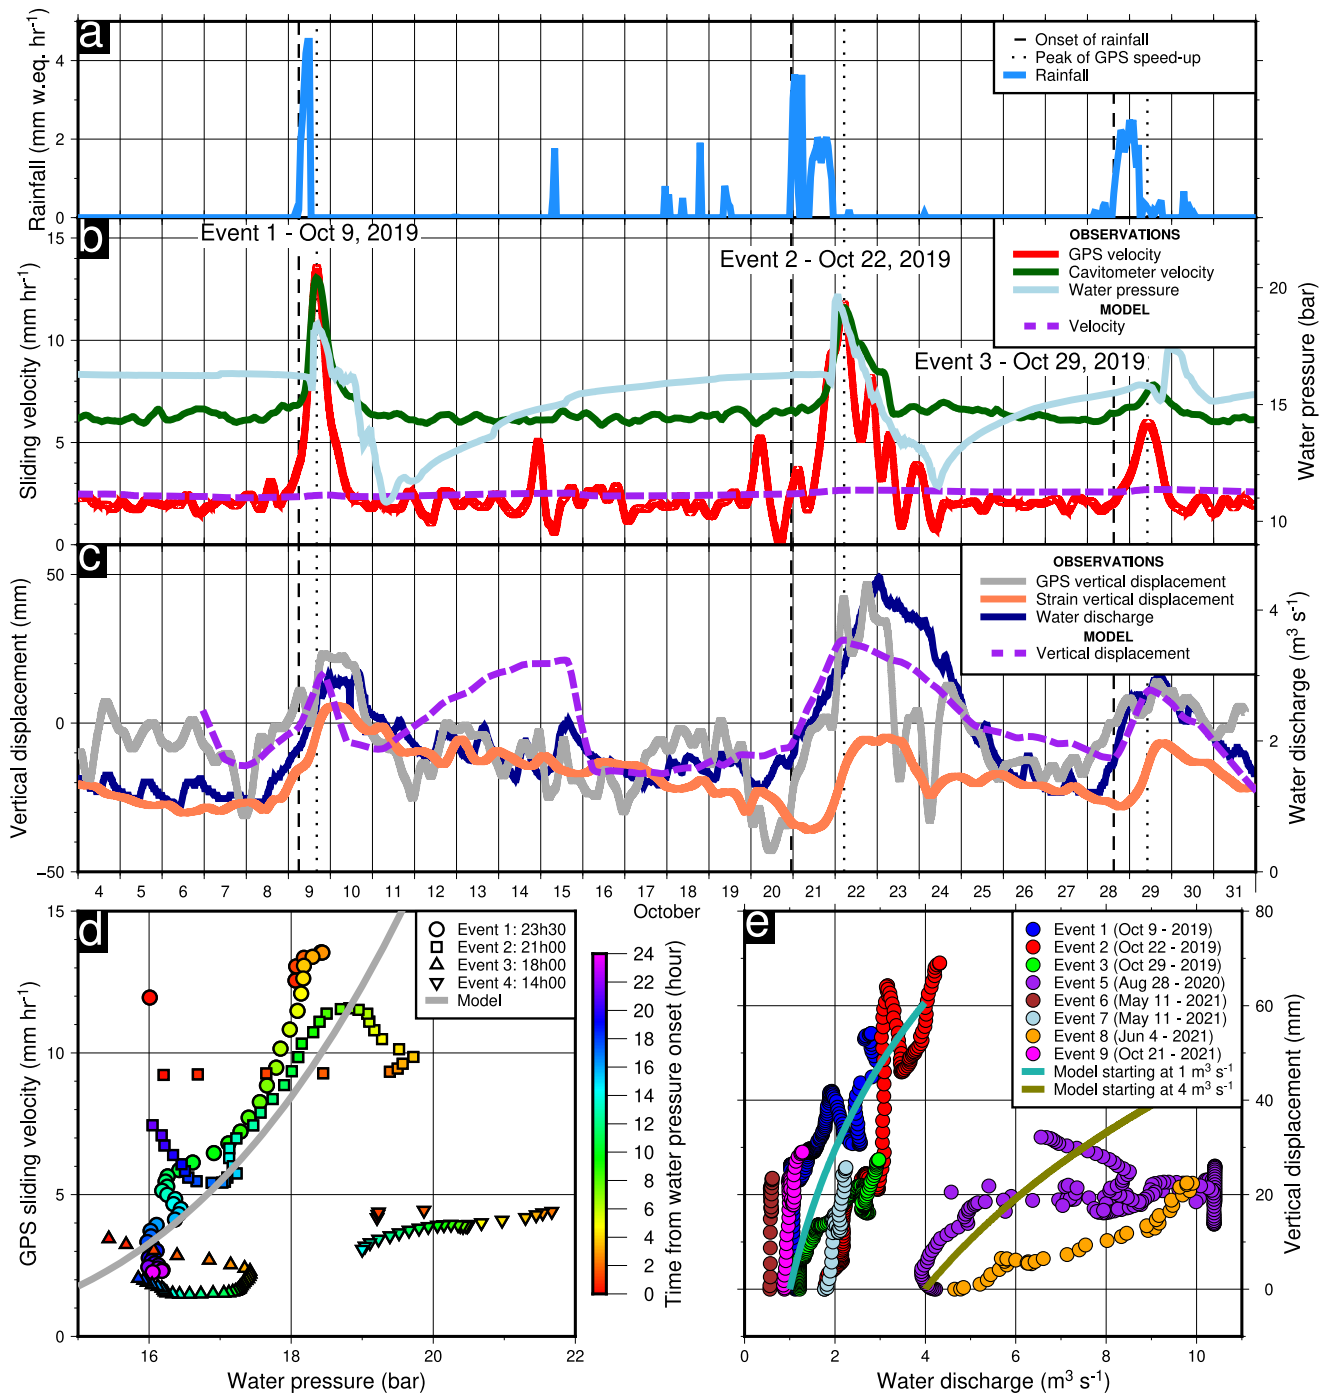 a
Rainfall (mm w.eq. hr-1)
4
2
0
Onset of rainfall
Peak of GPS speed-up
Rainfall
b
Event 1 - Oct 9, 2019
Event 2 - Oct 22, 2019
Event 3 - Oct 29, 2019
Sliding velocity (mm hr-1)
15
10
5
0
OBSERVATIONS
GPS velocity
Cavitometer velocity
Water pressure
MODEL
Velocity
20
15
10
Water pressure (bar)
c
Vertical displacement (mm)
50
0
−50
OBSERVATIONS
GPS vertical displacement
Strain vertical displacement
Water discharge
MODEL
Vertical displacement
4
2
0
Water discharge (m3 s-1)
4 5 6 7 8 9 10 11 12 13 14 15 16 17 18 19 20 21 22 23 24 25 26 27 28 29 30 31
October
d
GPS sliding velocity (mm hr-1)
15
10
5
0
Event 1: 23h30
Event 2: 21h00
Event 3: 18h00
Event 4: 14h00
Model
16 18 20 22
Water pressure (bar)
24
22
20
18
16
14
12
10
8
6
4
2
0
Time from water pressure onset (hour)
e
Event 1 (Oct 9 - 2019)
Event 2 (Oct 22 - 2019)
Event 3 (Oct 29 - 2019)
Event 5 (Aug 28 - 2020)
Event 6 (May 11 - 2021)
Event 7 (May 11 - 2021)
Event 8 (Jun 4 - 2021)
Event 9 (Oct 21 - 2021)
Model starting at 1 m3 s-1
Model starting at 4 m3 s-1
80
60
40
20
0
Vertical displacement (mm)
0 2 4 6 8 10
Water discharge (m3 s-1)